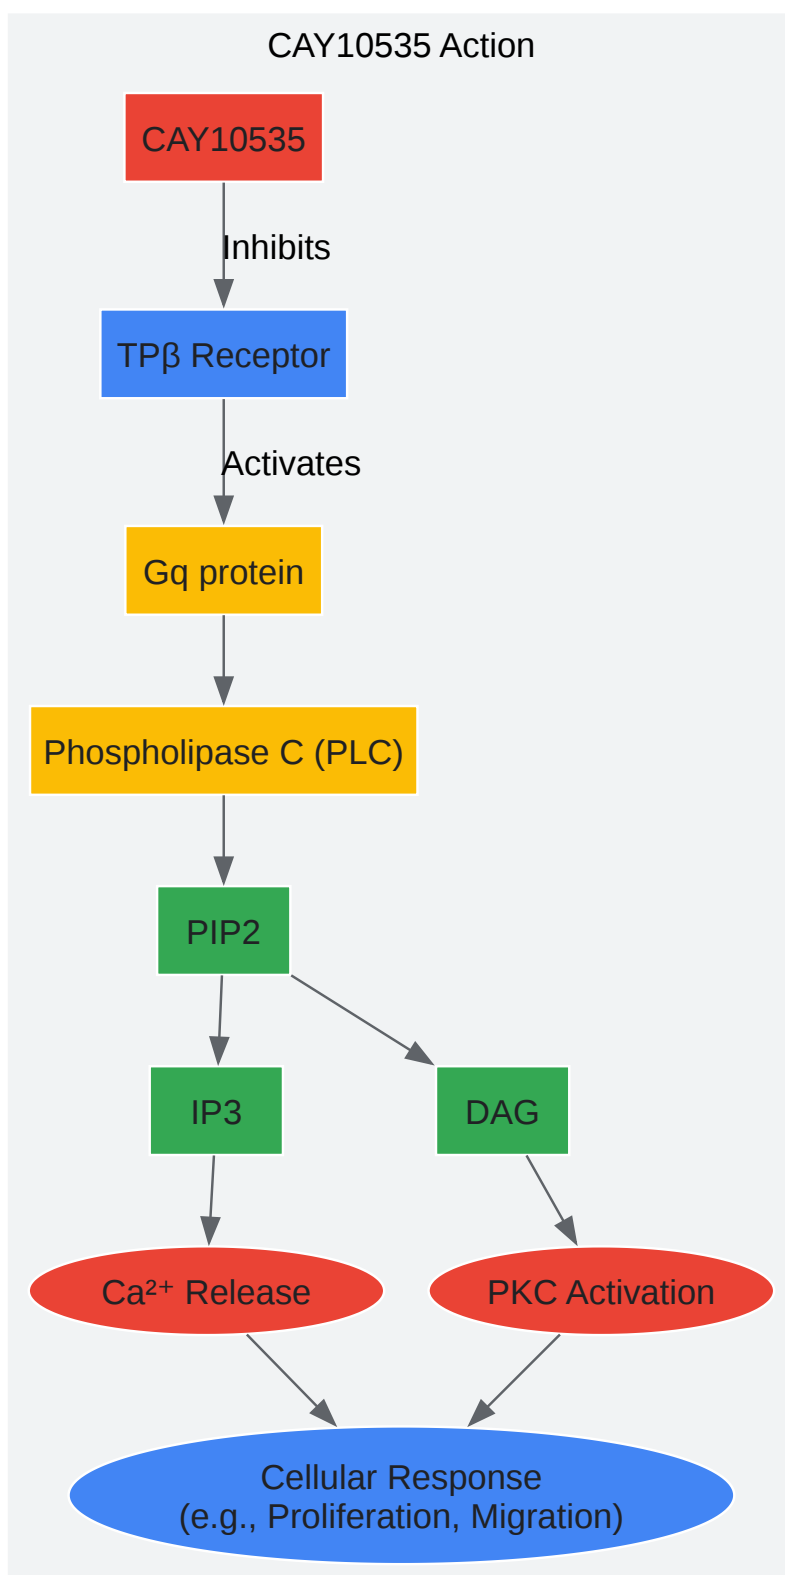 CAY10535 Action
CAY10535
Inhibits
TPβ Receptor
Activates
Gq protein
Phospholipase C (PLC)
PIP2
IP3
DAG
Ca²⁺ Release
PKC Activation
Cellular Response
(e.g., Proliferation, Migration)